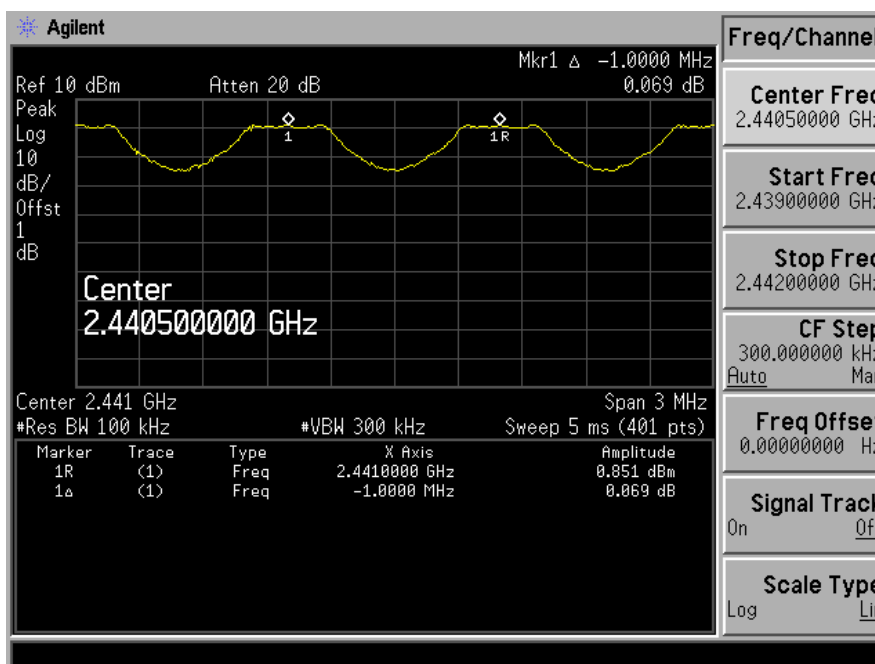 Agilent
Freq/Channel
Mkr1 Δ -1.0000 MHz
Ref 10 dBm Atten 20 dB 0.069 dB
Peak
Log
10
dB/
Offst
1
dB
1
1R
Center
2.440500000 GHz
Center 2.441 GHz Span 3 MHz
#Res BW 100 kHz #VBW 300 kHz Sweep 5 ms (401 pts)
Marker Trace Type X Axis Amplitude
1R (1) Freq 2.4410000 GHz 0.851 dBm
1Δ (1) Freq -1.0000 MHz 0.069 dB
Center Freq
2.44050000 GHz
Start Freq
2.43900000 GHz
Stop Freq
2.44200000 GHz
CF Step
300.000000 kHz
Auto Man
Freq Offset
0.00000000 Hz
Signal Track
On Off
Scale Type
Log Lin